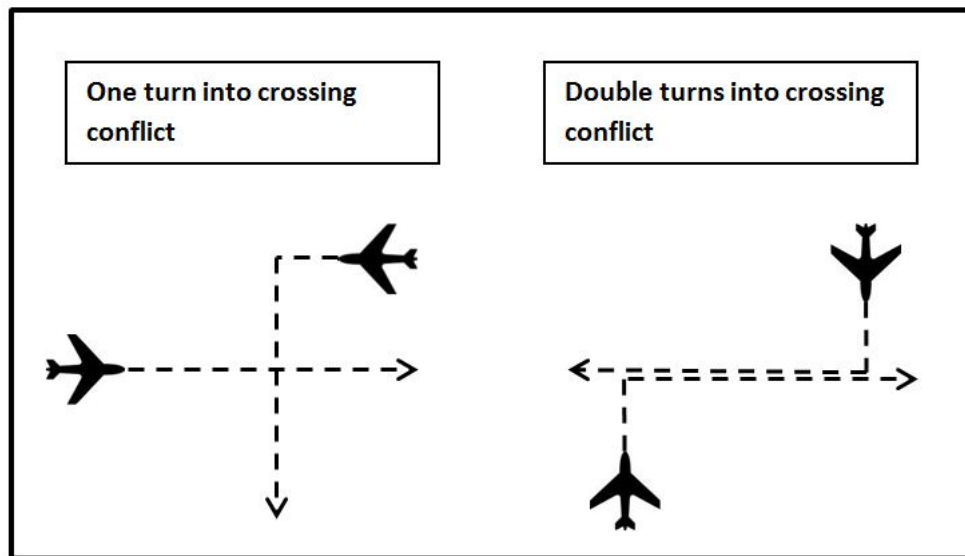 One turn into crossing
conflict
Double turns into crossing
conflict